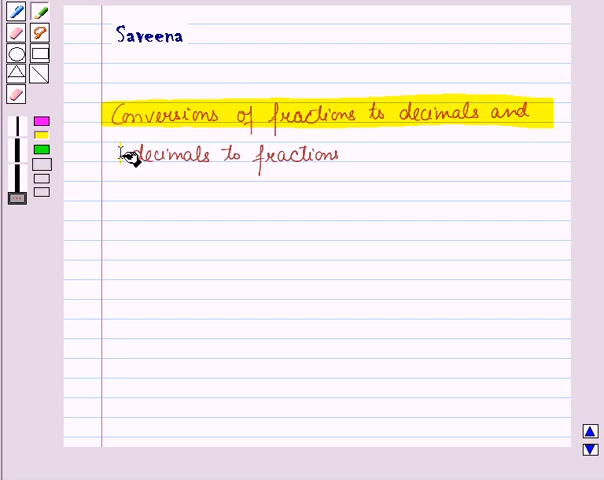 Saveena
Conversions of fractions to decimals and
decimals to fractions